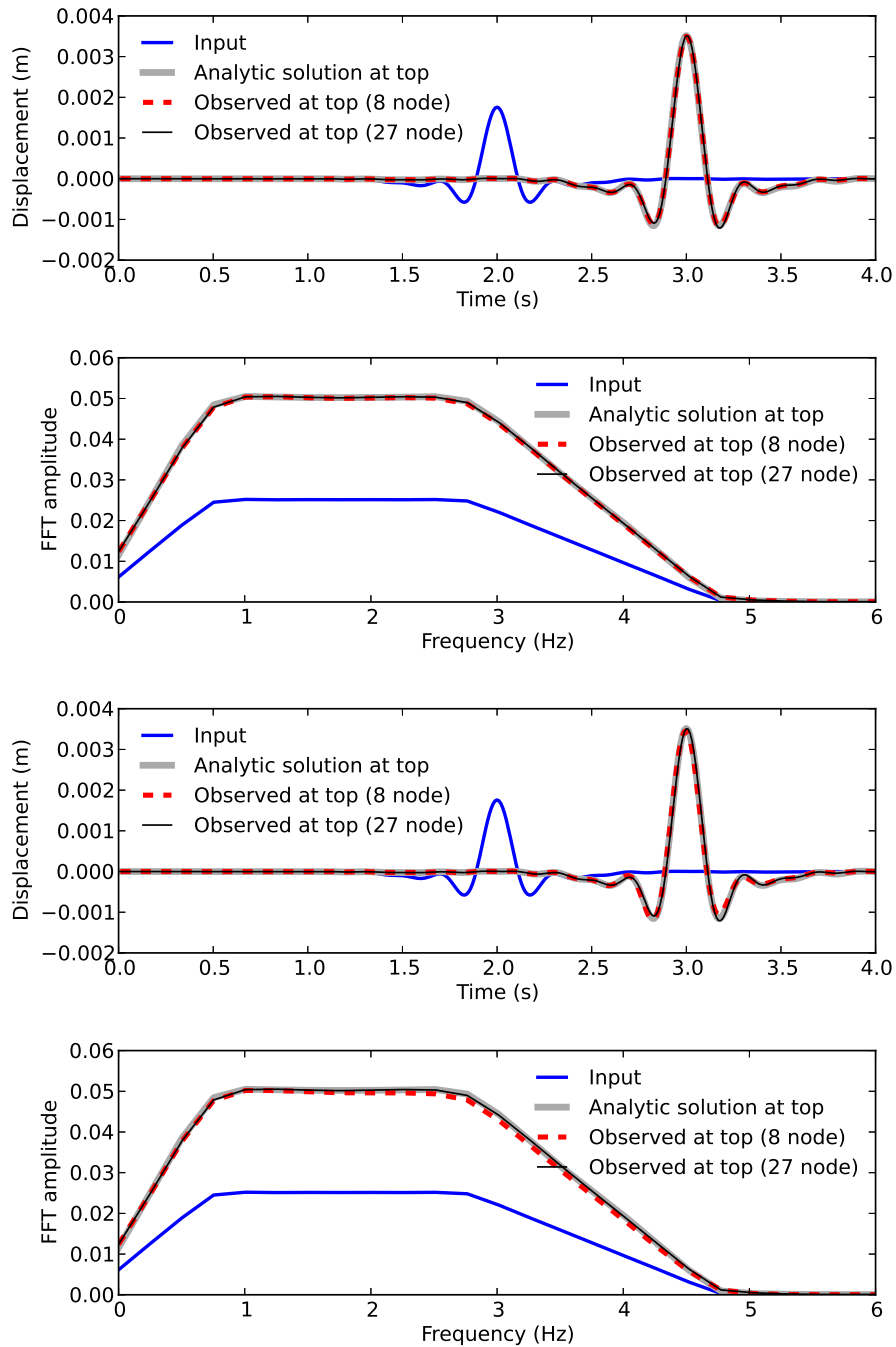 0.004
0.003
0.002
0.001
0.000
−0.001
−0.002
Displacement (m)
Input
Analytic solution at top
Observed at top (8 node)
Observed at top (27 node)
0.0 0.5 1.0 1.5 2.0 2.5 3.0 3.5 4.0
Time (s)
0.06
0.05
0.04
0.03
0.02
0.01
0.00
FFT amplitude
Input
Analytic solution at top
Observed at top (8 node)
Observed at top (27 node)
0 1 2 3 4 5 6
Frequency (Hz)
0.004
0.003
0.002
0.001
0.000
−0.001
−0.002
Displacement (m)
Input
Analytic solution at top
Observed at top (8 node)
Observed at top (27 node)
0.0 0.5 1.0 1.5 2.0 2.5 3.0 3.5 4.0
Time (s)
0.06
0.05
0.04
0.03
0.02
0.01
0.00
FFT amplitude
Input
Analytic solution at top
Observed at top (8 node)
Observed at top (27 node)
0 1 2 3 4 5 6
Frequency (Hz)